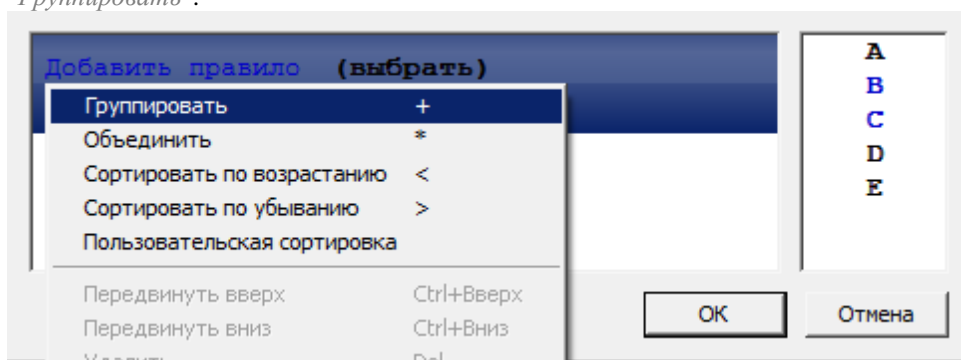 "Группировать".
Добавить правило (выбрать)
Группировать +
Объединить *
Сортировать по возрастанию <
Сортировать по убыванию >
Пользовательская сортировка
Передвинуть вверх Ctrl+Вверх
Передвинуть вниз Ctrl+Вниз
A
B
C
D
E
OK
Отмена